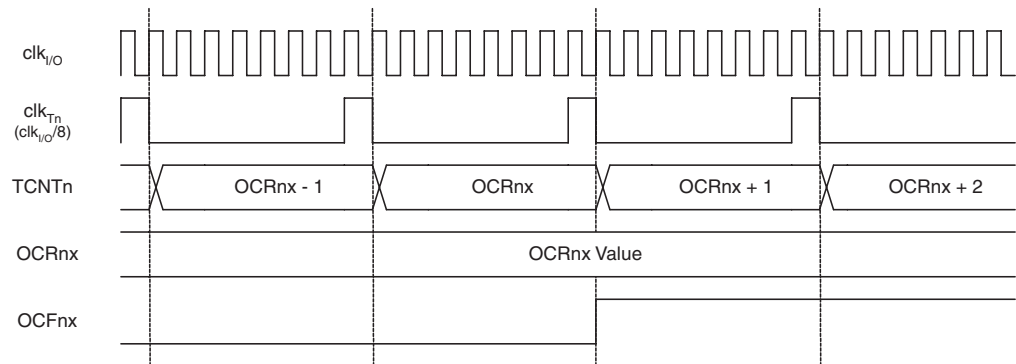 clkI/O
clkTn
(clkI/O/8)
TCNTn
OCRnx - 1
OCRnx
OCRnx + 1
OCRnx + 2
OCRnx
OCRnx Value
OCFnx